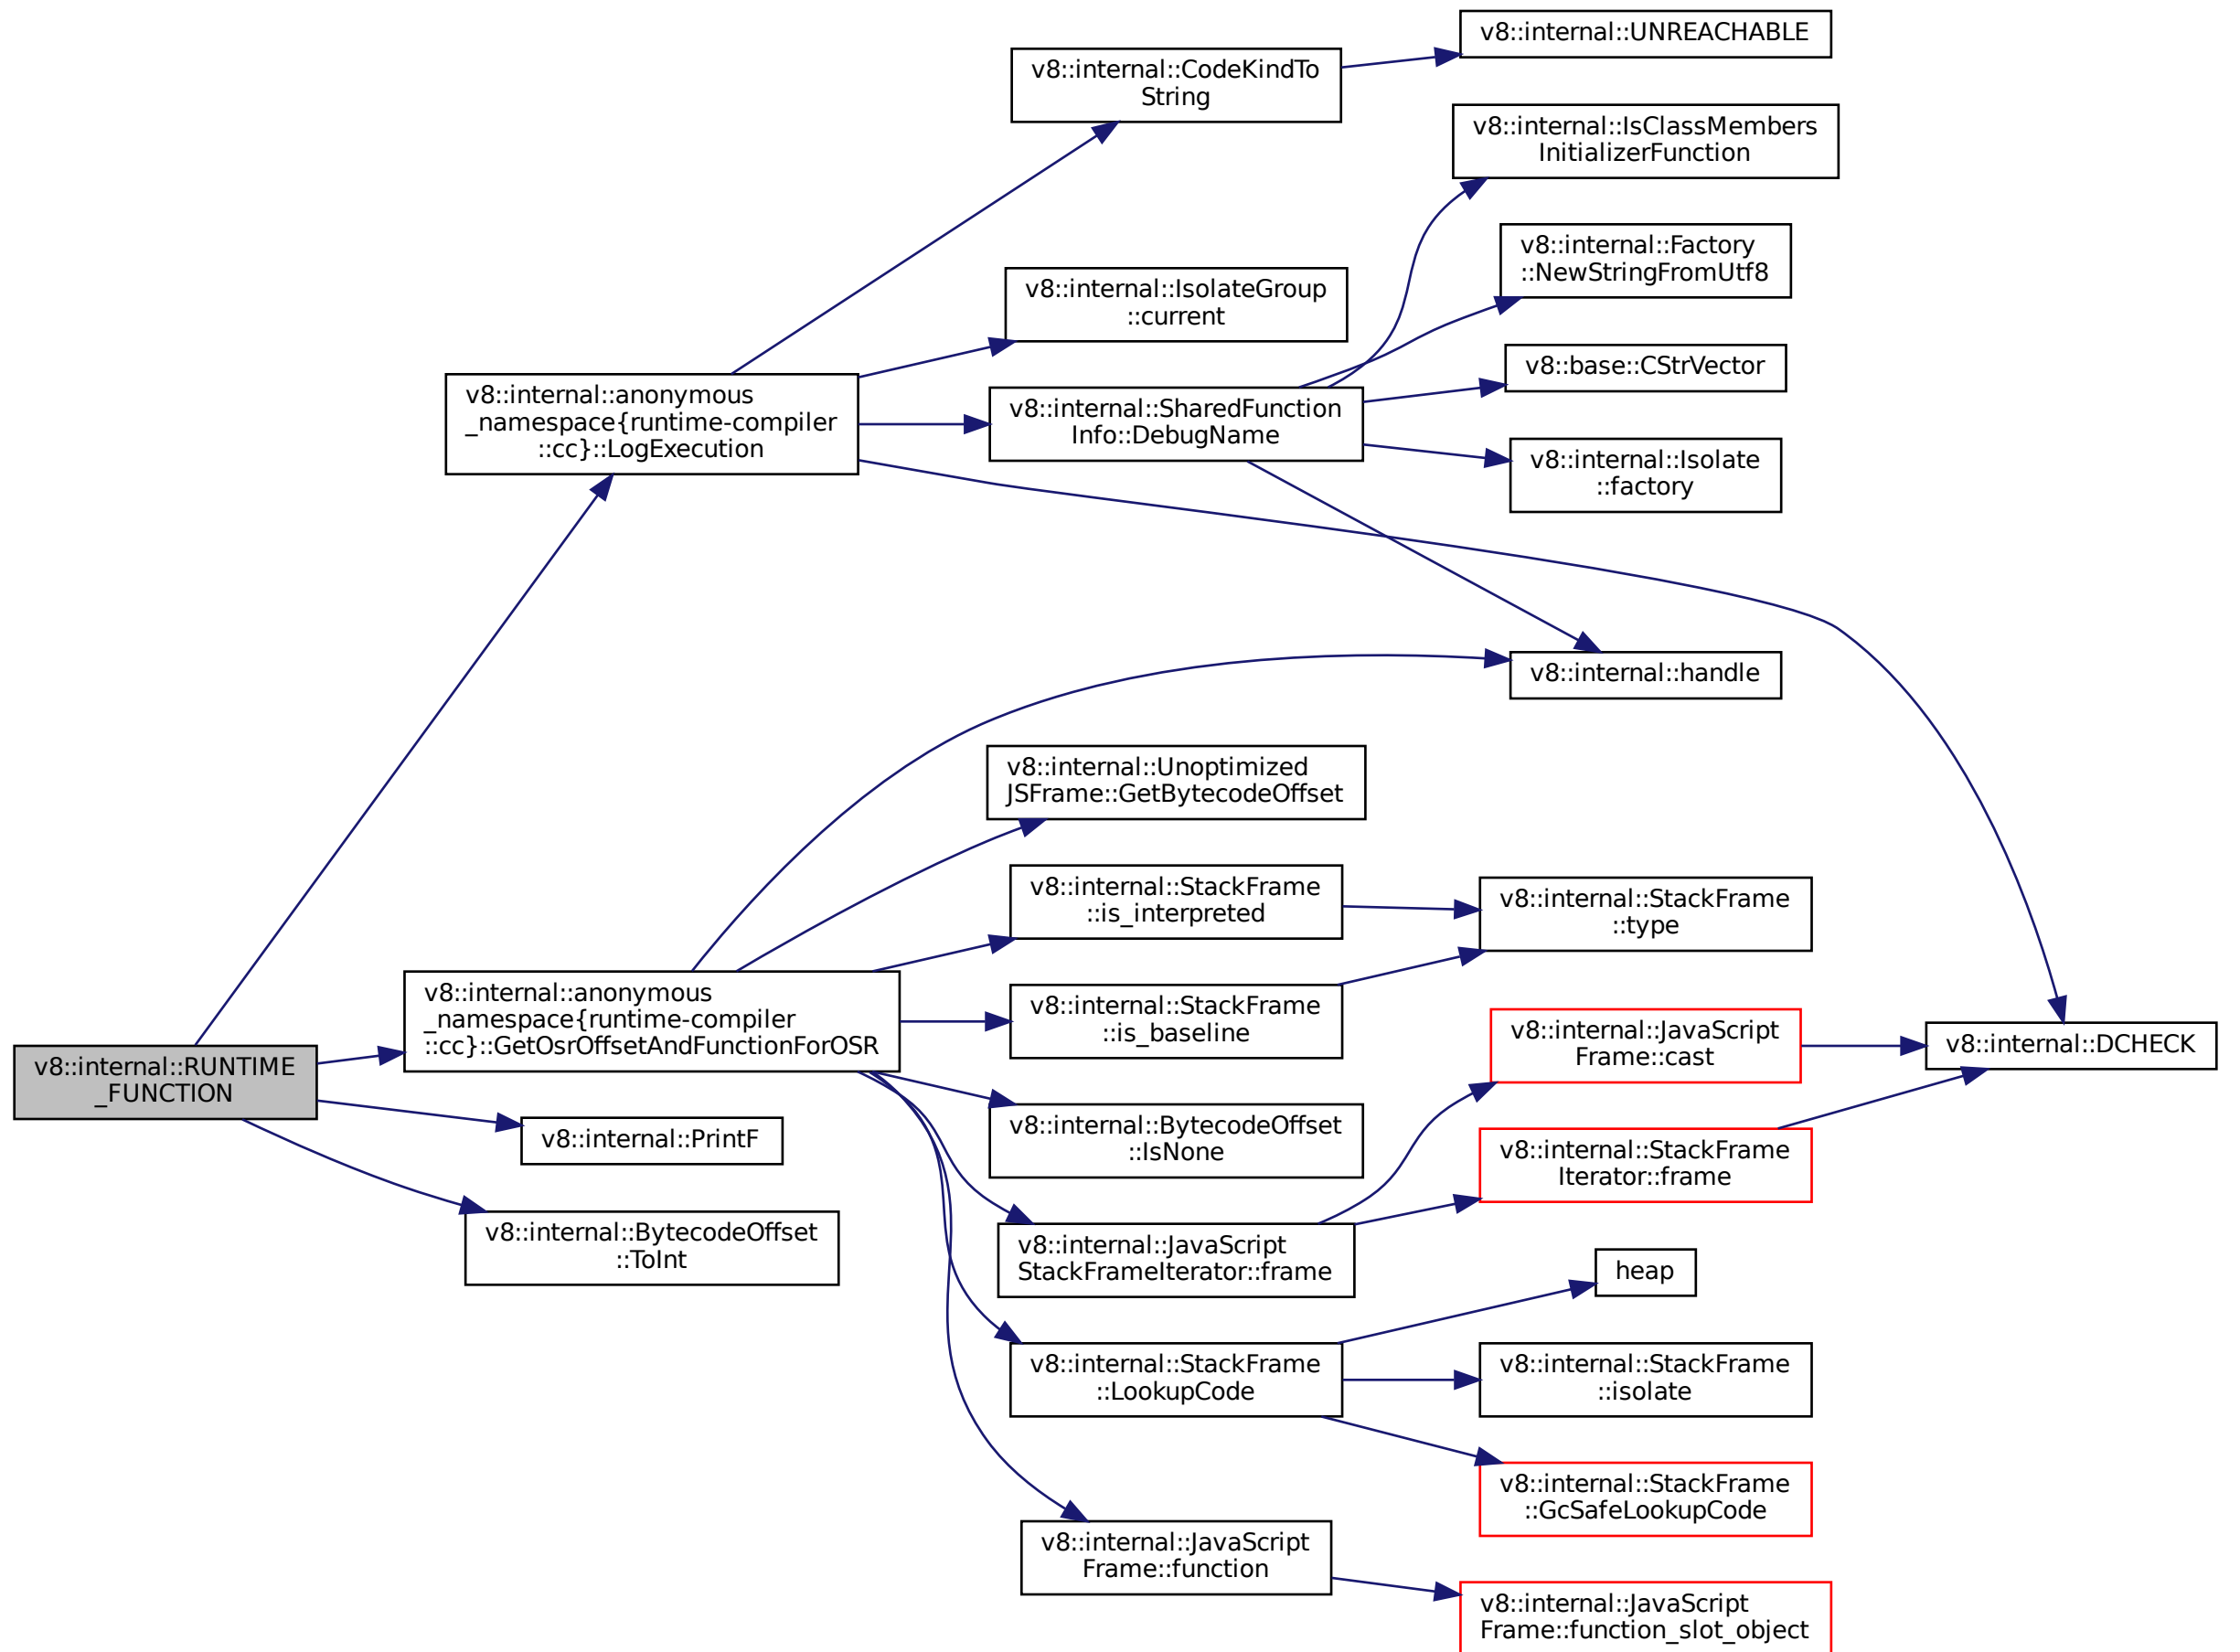 v8::internal::UNREACHABLE
v8::internal::CodeKindTo
String
v8::internal::IsClassMembers
InitializerFunction
v8::internal::Factory
::NewStringFromUtf8
v8::internal::IsolateGroup
::current
v8::base::CStrVector
v8::internal::anonymous
_namespace{runtime-compiler
::cc}::LogExecution
v8::internal::SharedFunction
Info::DebugName
v8::internal::Isolate
::factory
v8::internal::handle
v8::internal::Unoptimized
JSFrame::GetBytecodeOffset
v8::internal::StackFrame
::is_interpreted
v8::internal::StackFrame
::type
v8::internal::anonymous
_namespace{runtime-compiler
::cc}::GetOsrOffsetAndFunctionForOSR
v8::internal::StackFrame
::is_baseline
v8::internal::JavaScript
Frame::cast
v8::internal::DCHECK
v8::internal::RUNTIME
_FUNCTION
v8::internal::PrintF
v8::internal::BytecodeOffset
::IsNone
v8::internal::StackFrame
Iterator::frame
v8::internal::BytecodeOffset
::ToInt
v8::internal::JavaScript
StackFrameIterator::frame
heap
v8::internal::StackFrame
::LookupCode
v8::internal::StackFrame
::isolate
v8::internal::StackFrame
::GcSafeLookupCode
v8::internal::JavaScript
Frame::function
v8::internal::JavaScript
Frame::function_slot_object